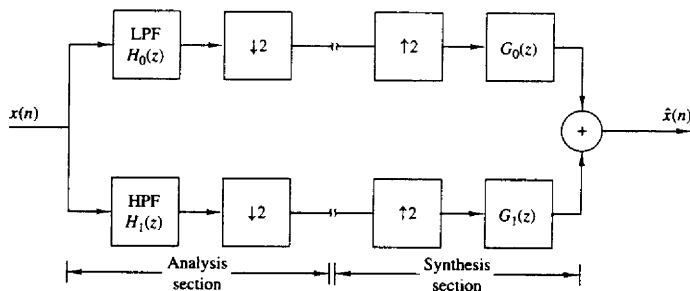 LPF
H₀(z)
↓2
↑2
G₀(z)
x(n)
+
x̂(n)
HPF
H₁(z)
↓2
↑2
G₁(z)
Analysis
section
Synthesis
section